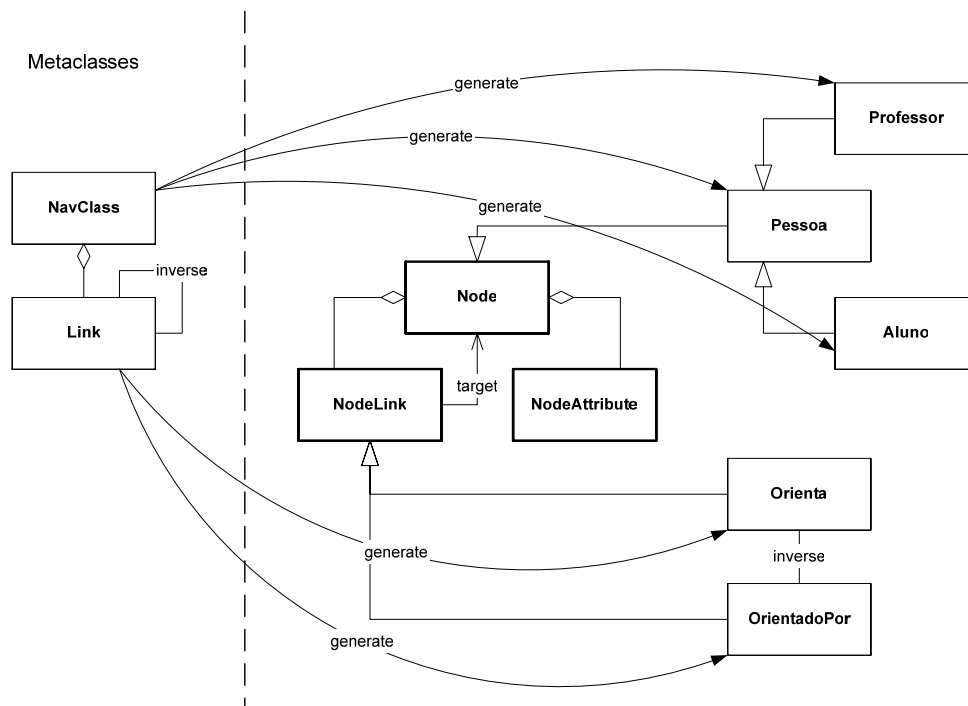 Metaclasses
generate
Professor
generate
NavClass
generate
Pessoa
inverse
Node
Link
Aluno
target
NodeLink
NodeAttribute
Orienta
generate
inverse
OrientadoPor
generate